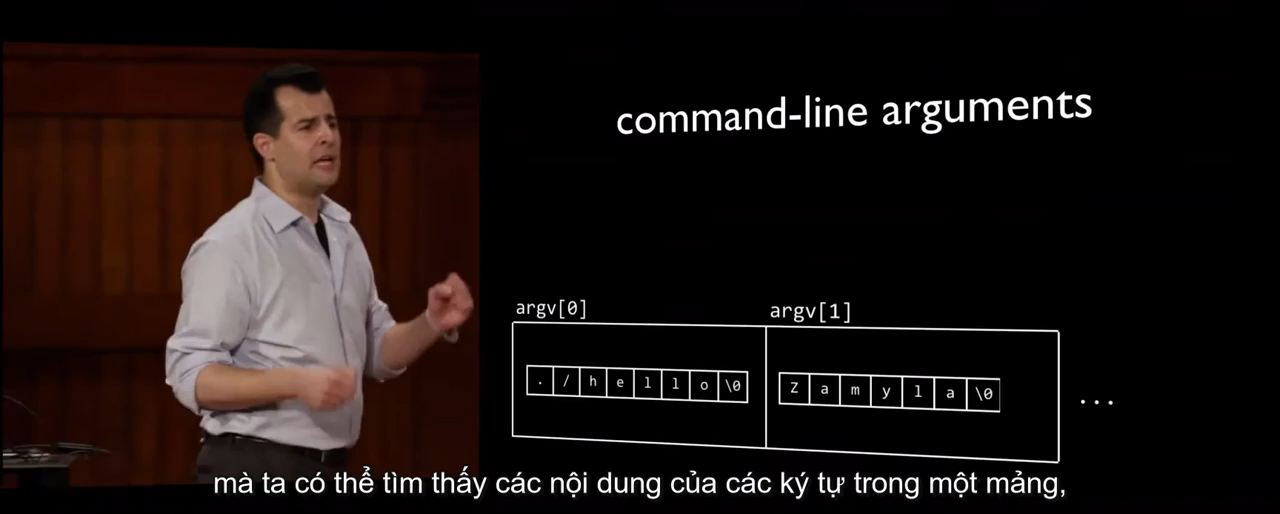 command-line arguments
argv[0] argv[1]
. / h e l l o \0 Z a m y l a \0 ...
mà ta có thể tìm thấy các nội dung của các ký tự trong một mảng,